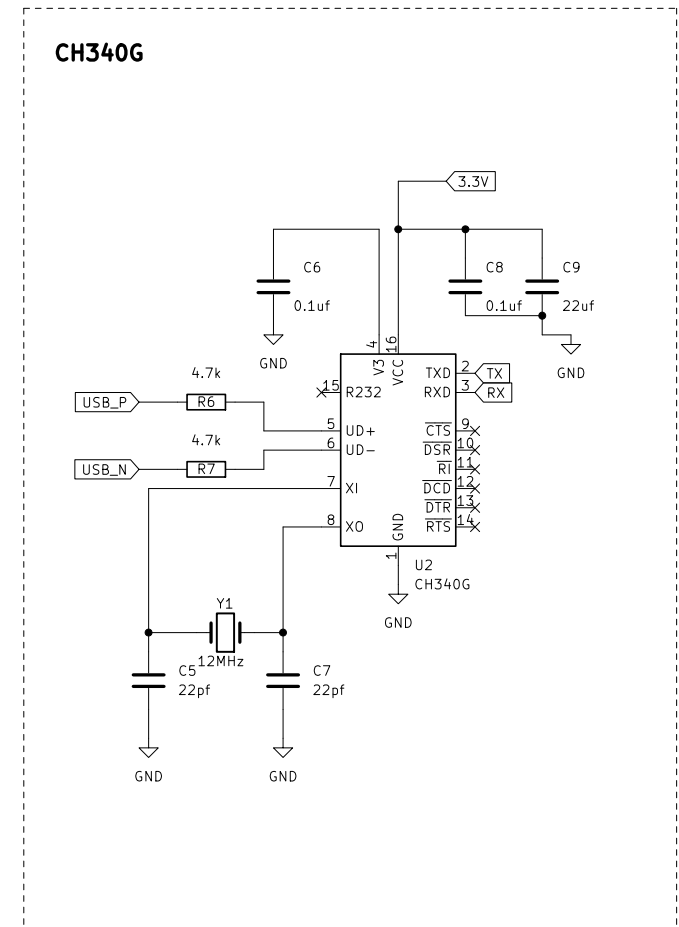 CH340G
3.3V
C6
0.1uf
GND
C8
0.1uf
C9
22uf
GND
4
V3
16
VCC
15
R232
TXD
2
TX
RXD
3
RX
4.7k
USB_P
R6
5
UD+
4.7k
USB_N
R7
6
UD-
7
XI
8
XO
CTS
9
DSR
10
RI
11
DCD
12
DTR
13
RTS
14
GND
1
U2
CH340G
GND
Y1
12MHz
C5
22pf
C7
22pf
GND
GND